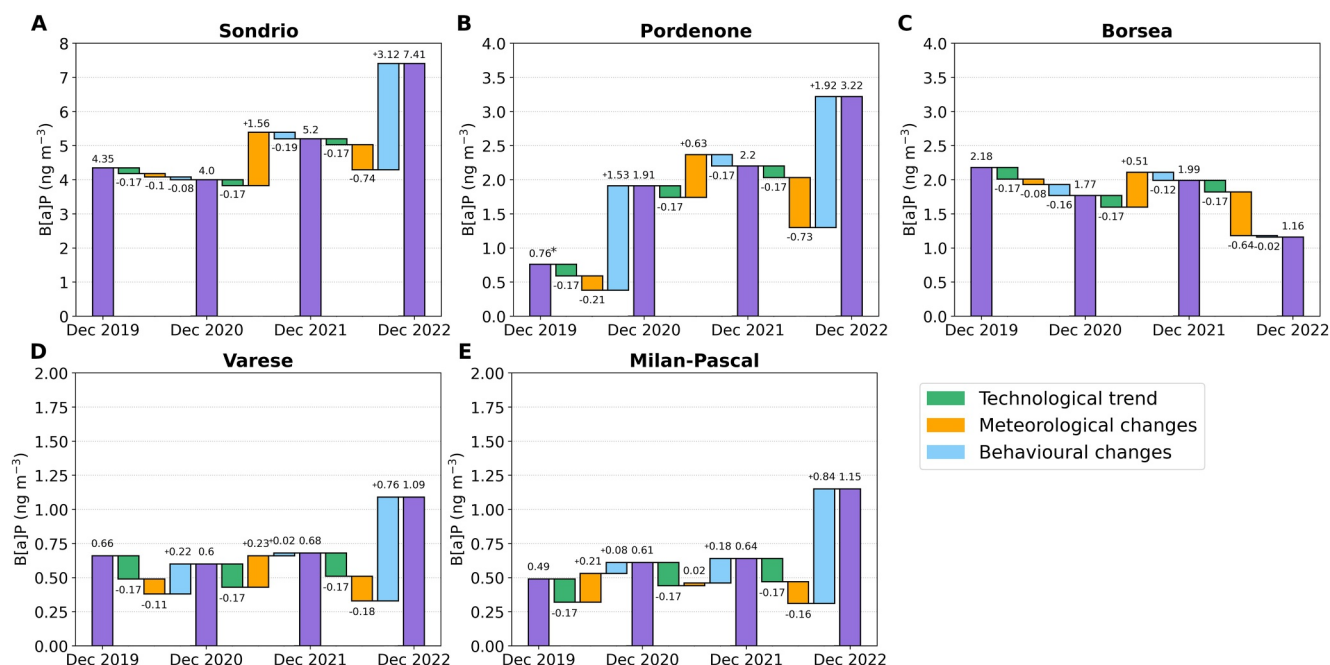 A
Sondrio
B[a]P (ng m⁻³)
8
7
6
5
4
3
2
1
0
4.35
-0.17
-0.1
-0.08
4.0
-0.17
+1.56
-0.19
5.2
-0.17
-0.74
+3.12
7.41
Dec 2019
Dec 2020
Dec 2021
Dec 2022
B
Pordenone
B[a]P (ng m⁻³)
4.0
3.5
3.0
2.5
2.0
1.5
1.0
0.5
0.0
0.76*
-0.17
-0.21
+1.53
1.91
-0.17
+0.63
-0.17
2.2
-0.17
-0.73
+1.92
3.22
Dec 2019
Dec 2020
Dec 2021
Dec 2022
C
Borsea
B[a]P (ng m⁻³)
4.0
3.5
3.0
2.5
2.0
1.5
1.0
0.5
0.0
2.18
-0.17
-0.08
-0.16
1.77
-0.17
+0.51
-0.12
1.99
-0.17
-0.64
-0.02
1.16
Dec 2019
Dec 2020
Dec 2021
Dec 2022
D
Varese
B[a]P (ng m⁻³)
2.00
1.75
1.50
1.25
1.00
0.75
0.50
0.25
0.00
0.66
-0.17
-0.11
+0.22
0.6
-0.17
+0.23
+0.02
0.68
-0.17
-0.18
+0.76
1.09
Dec 2019
Dec 2020
Dec 2021
Dec 2022
E
Milan-Pascal
B[a]P (ng m⁻³)
2.00
1.75
1.50
1.25
1.00
0.75
0.50
0.25
0.00
0.49
-0.17
+0.21
+0.08
0.61
-0.17
0.02
+0.18
0.64
-0.17
-0.16
+0.84
1.15
Dec 2019
Dec 2020
Dec 2021
Dec 2022
Technological trend
Meteorological changes
Behavioural changes